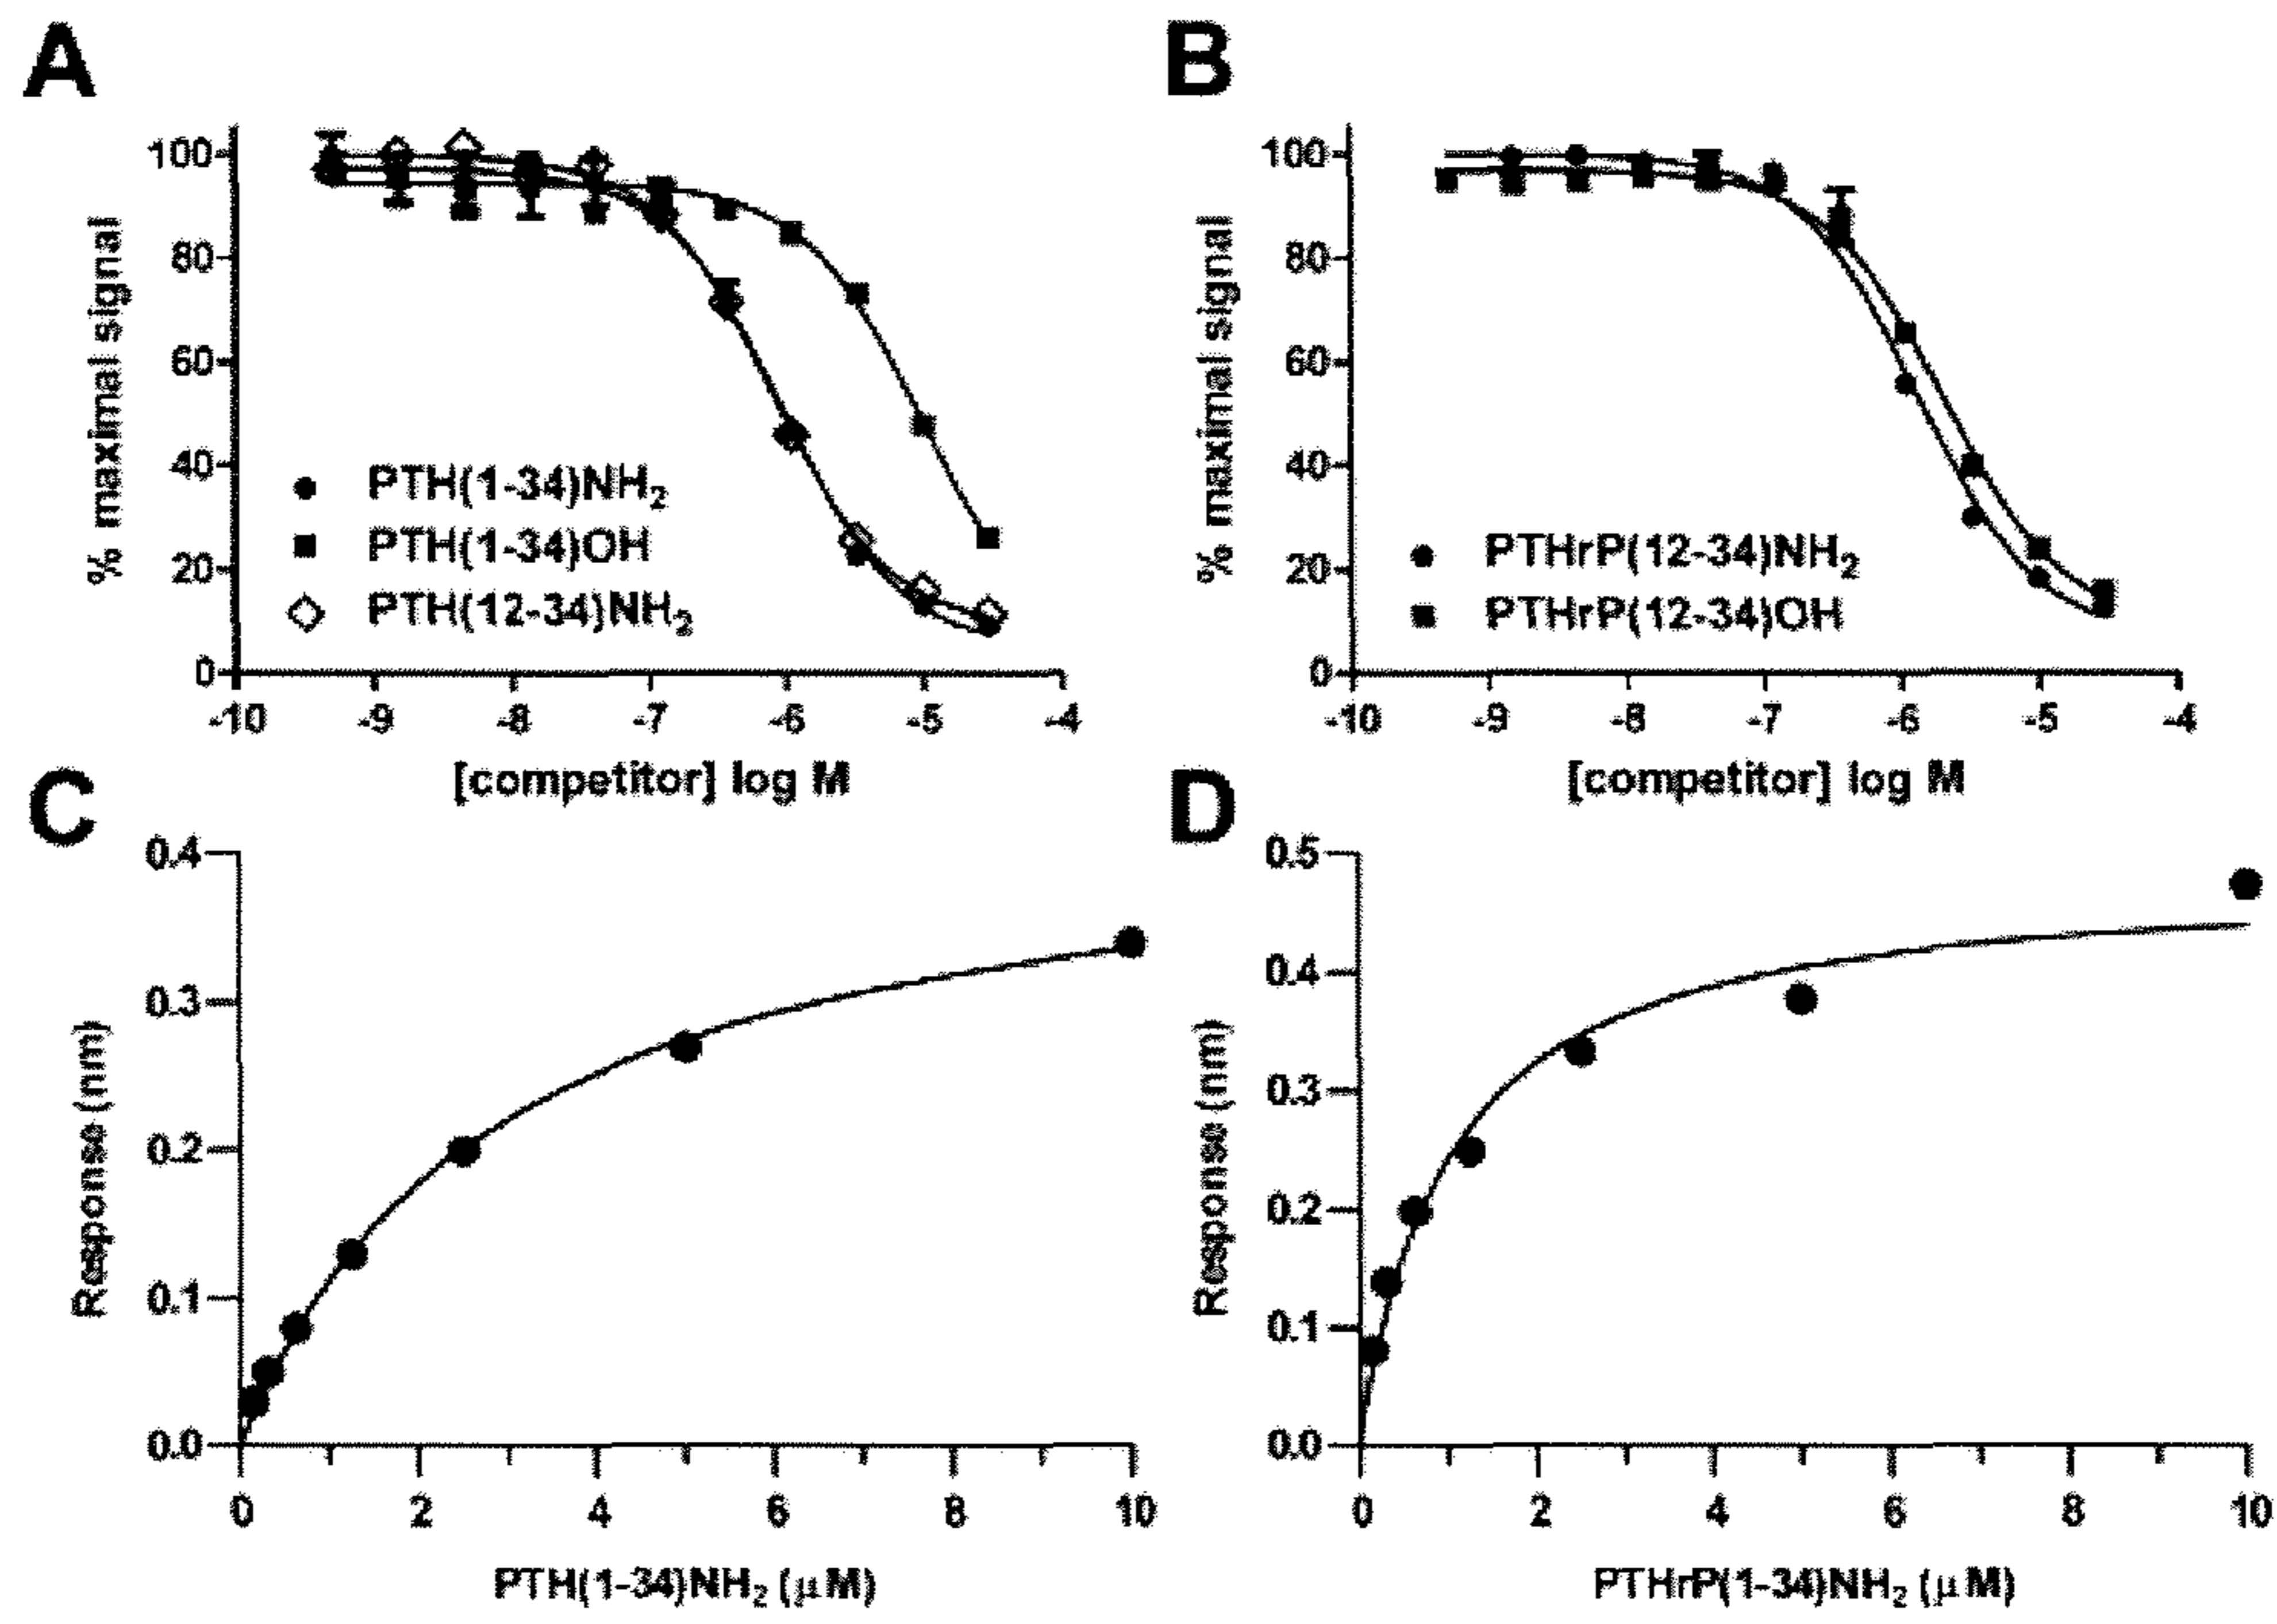 A
% maximal signal
100
80
60
40
20
0
PTH(1-34)NH₂
PTH(1-34)OH
PTH(12-34)NH₂
-10 -9 -8 -7 -6 -5 -4
[competitor] log M
B
% maximal signal
100
80
60
40
20
0
PTHrP(12-34)NH₂
PTHrP(12-34)OH
-10 -9 -8 -7 -6 -5 -4
[competitor] log M
C
Response (nm)
0.4
0.3
0.2
0.1
0.0
0 2 4 6 8 10
PTH(1-34)NH₂ (μM)
D
Response (nm)
0.5
0.4
0.3
0.2
0.1
0.0
0 2 4 6 8 10
PTHrP(1-34)NH₂ (μM)